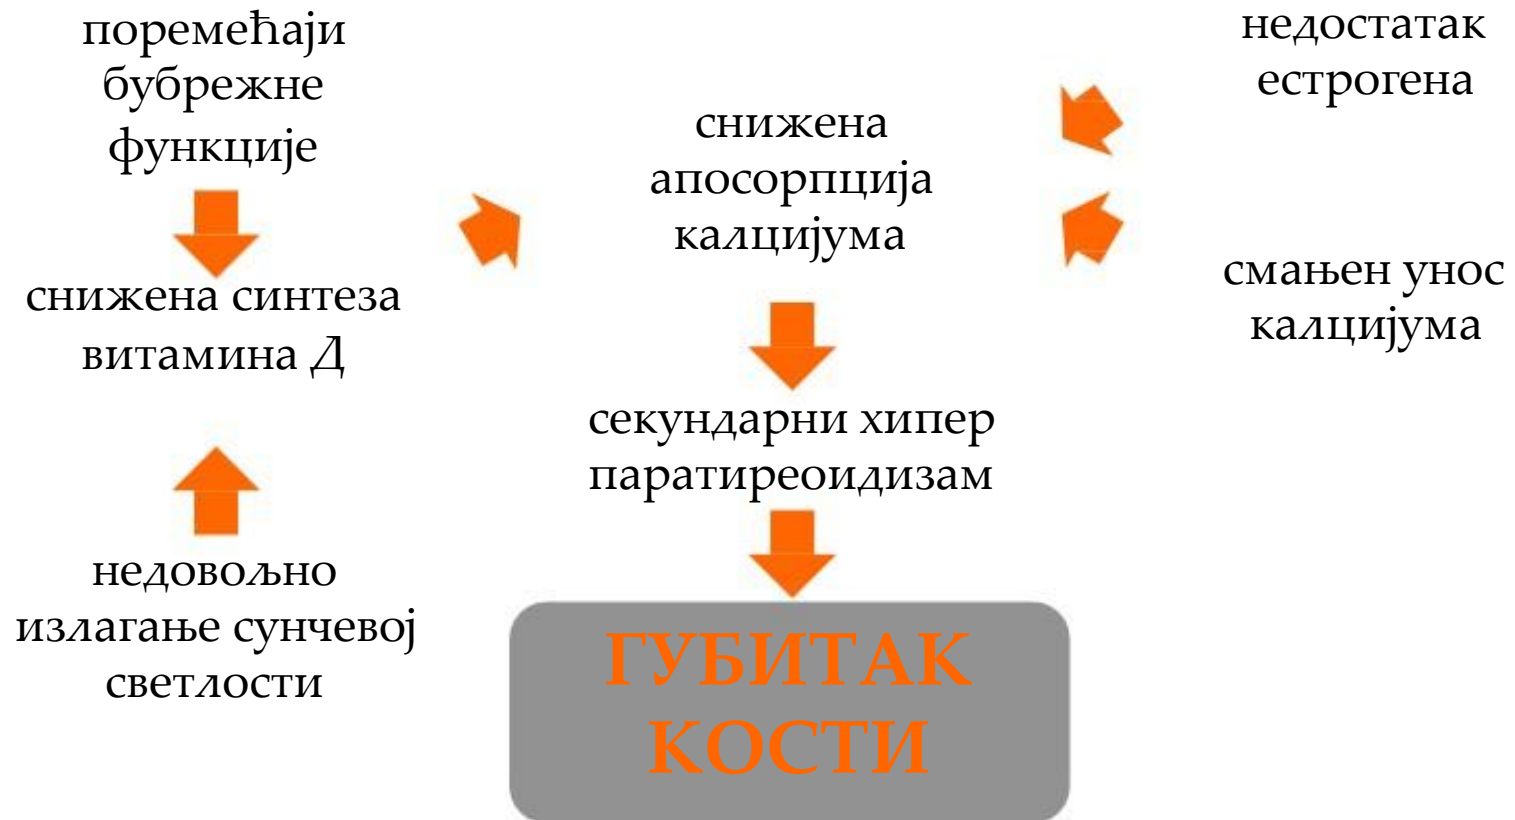 поремећаји
бубрежне
функције
снижена синтеза
витамина Д
недовољно
излагање сунчевој
светлости
снижена
апосорпција
калцијума
секундарни хипер
паратиреоидизам
ГУБИТАК
КОСТИ
недостатак
естрогена
смањен унос
калцијума